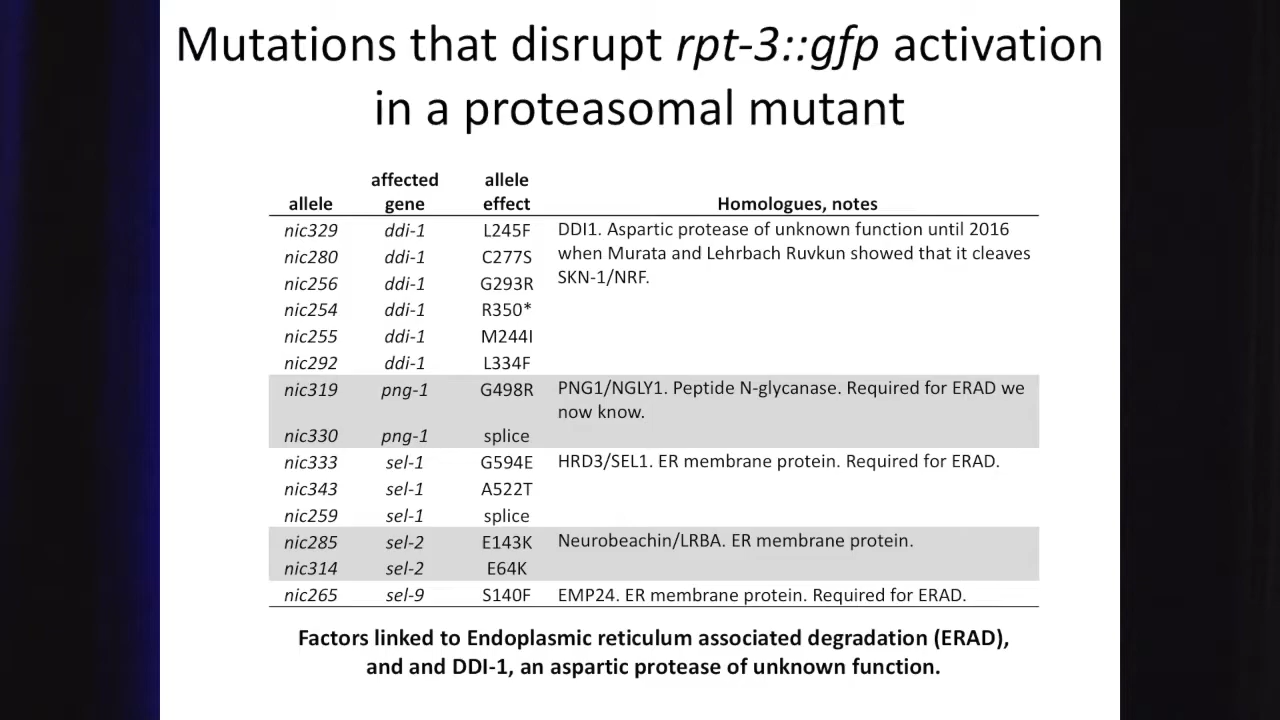 Mutations that disrupt rpt-3::gfp activation
in a proteasomal mutant
allele affected gene allele effect Homologues, notes
nic329 ddi-1 L245F DDI1. Aspartic protease of unknown function until 2016
nic280 ddi-1 C277S when Murata and Lehrbach Ruvkun showed that it cleaves
nic256 ddi-1 G293R SKN-1/NRF.
nic254 ddi-1 R350*
nic255 ddi-1 M244I
nic292 ddi-1 L334F
nic319 png-1 G498R PNG1/NGLY1. Peptide N-glycanase. Required for ERAD we
now know.
nic330 png-1 splice
nic333 sel-1 G594E HRD3/SEL1. ER membrane protein. Required for ERAD.
nic343 sel-1 A522T
nic259 sel-1 splice
nic285 sel-2 E143K Neurobeachin/LRBA. ER membrane protein.
nic314 sel-2 E64K
nic265 sel-9 S140F EMP24. ER membrane protein. Required for ERAD.
Factors linked to Endoplasmic reticulum associated degradation (ERAD),
and and DDI-1, an aspartic protease of unknown function.